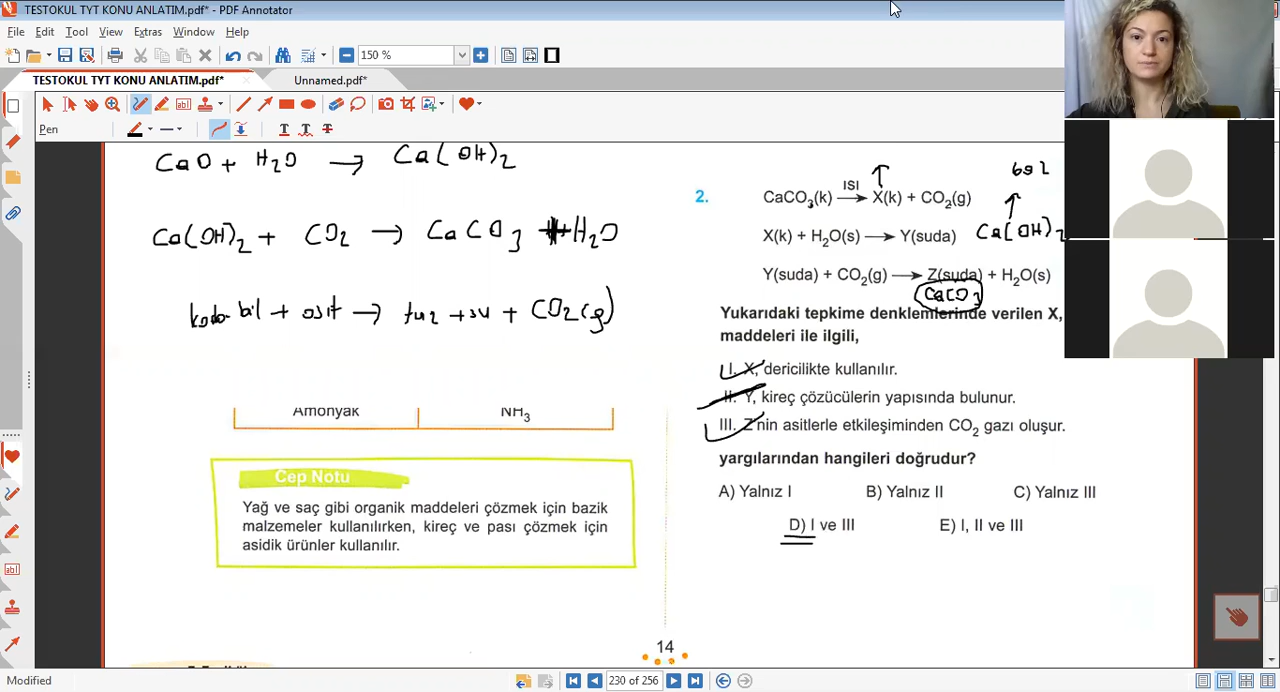 TESTOKUL TYT KONU ANLATIM.pdf* - PDF Annotator
File Edit Tool View Extras Window Help
150 %
TESTOKUL TYT KONU ANLATIM.pdf* Unnamed.pdf*
Pen
CaO + H2O → Ca(OH)2
Ca(OH)2 + CO2 → CaCO3 + H2O
asit → tuz + su + CO2(g)
Amonyak NH3
Cep Notu
Yağ ve saç gibi organik maddeleri çözmek için bazik
malzemeler kullanılırken, kireç ve pası çözmek için
asidik ürünler kullanılır.
2.
CaCO3(k) ISI → X(k) + CO2(g)
X(k) + H2O(s) → Y(suda)
Ca(OH)2
baz
Y(suda) + CO2(g) → Z(suda) + H2O(s)
CaCO3
Yukarıdaki tepkime denklemlerinde verilen X,
maddeleri ile ilgili,
I. X, dericilikte kullanılır.
II. Y, kireç çözücülerin yapısında bulunur.
III. Z'nin asitlerle etkileşiminden CO2 gazı oluşur.
yargılarından hangileri doğrudur?
A) Yalnız I B) Yalnız II C) Yalnız III
D) I ve III E) I, II ve III
14
Modified 230 of 256